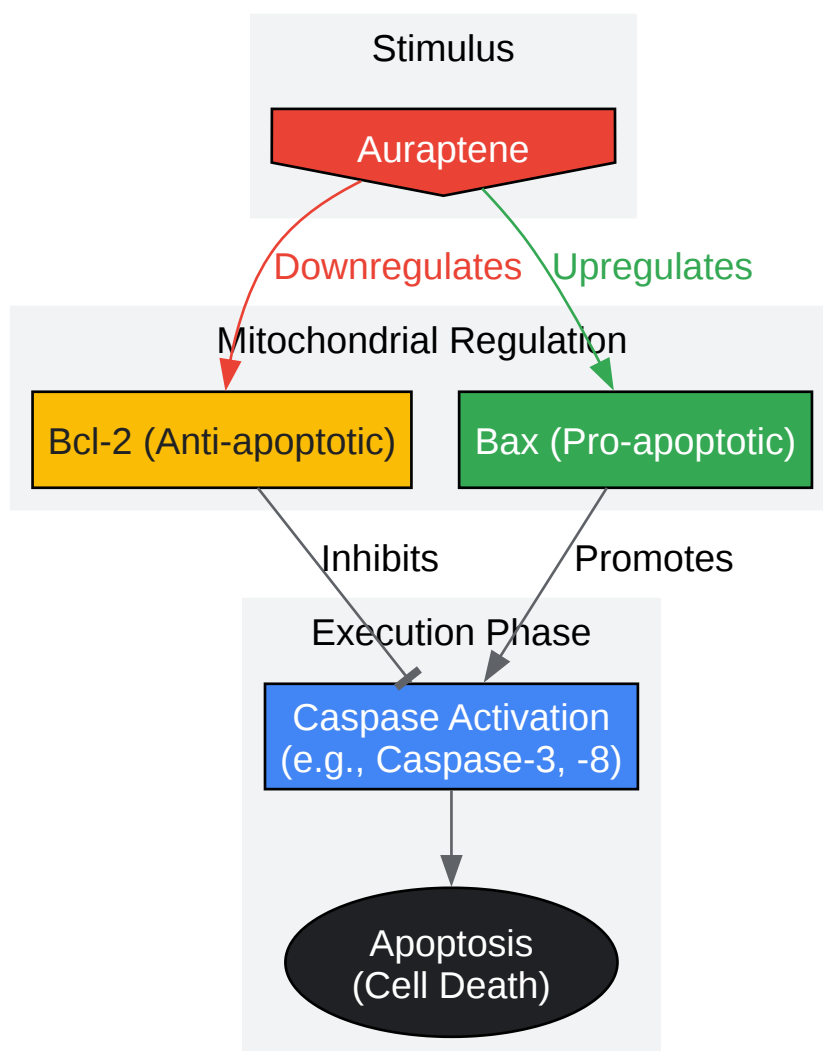 Stimulus
Auraptene
Downregulates
Upregulates
Mitochondrial Regulation
Bcl-2 (Anti-apoptotic)
Bax (Pro-apoptotic)
Inhibits
Promotes
Execution Phase
Caspase Activation
(e.g., Caspase-3, -8)
Apoptosis
(Cell Death)